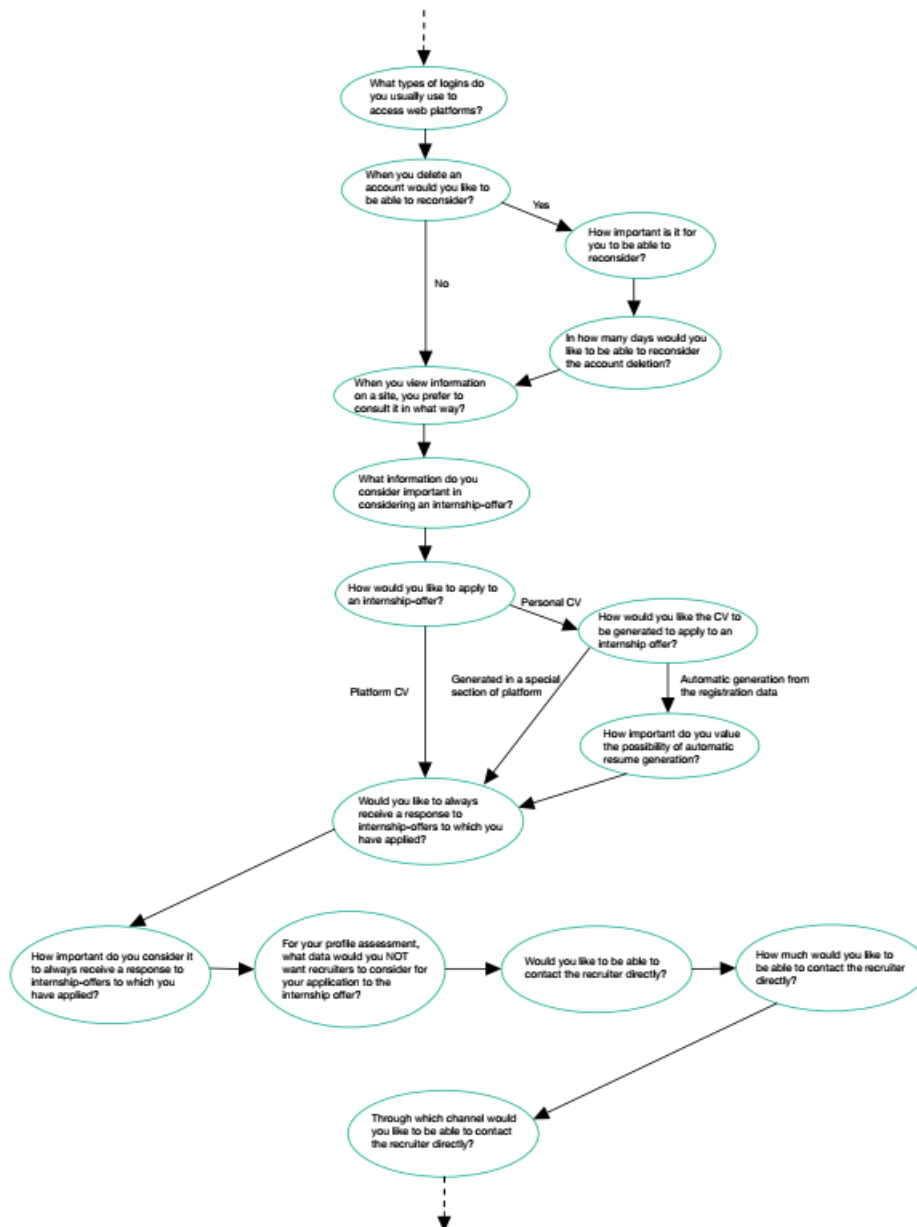 What types of logins do
you usually use to
access web platforms?
When you delete an
account would you like to
be able to reconsider?
Yes
How important is it for
you to be able to
reconsider?
No
In how many days would you
like to be able to reconsider
the account deletion?
When you view information
on a site, you prefer to
consult it in what way?
What information do you
consider important in
considering an internship-offer?
How would you like to apply to
an internship-offer?
Personal CV
How would you like the CV to
be generated to apply to an
internship offer?
Platform CV
Generated in a special
section of platform
Automatic generation from
the registration data
How important do you value
the possibility of automatic
resume generation?
Would you like to always
receive a response to
internship-offers to which you
have applied?
How important do you consider it
to always receive a response to
internship-offers to which you
have applied?
For your profile assessment,
what data would you NOT
want recruiters to consider for
your application to the
internship offer?
Would you like to be able to
contact the recruiter directly?
How much would you like to
be able to contact the recruiter
directly?
Through which channel would
you like to be able to contact
the recruiter directly?